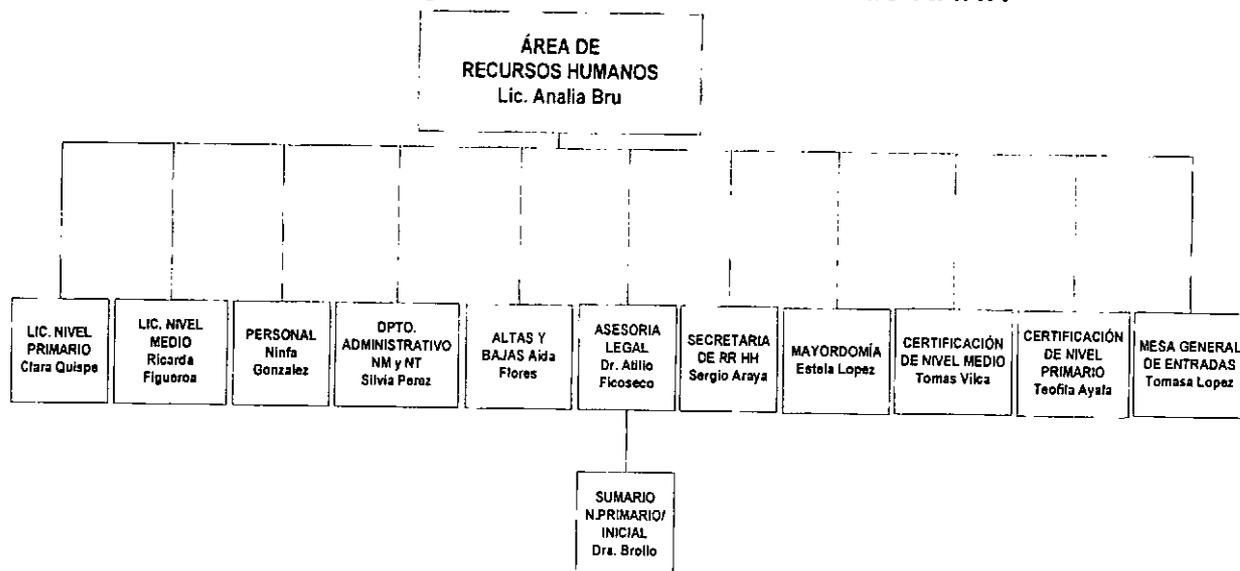 ÁREA DE
RECURSOS HUMANOS
Lic. Analia Bru
LIC. NIVEL
PRIMARIO
Clara Quispe
LIC. NIVEL
MEDIO
Ricarda
Figueroa
PERSONAL
Ninfa
Gonzalez
DPTO.
ADMINISTRATIVO
NM y NT
Silvia Perez
ALTAS Y
BAJAS Aida
Flores
ASESORIA
LEGAL
Dr. Atilio
Ficoseco
SECRETARIA
DE RR HH
Sergio Araya
MAYORDOMÍA
Estela Lopez
CERTIFICACIÓN
DE NIVEL MEDIO
Tomas Vilca
CERTIFICACIÓN
DE NIVEL
PRIMARIO
Teofila Ayala
MESA GENERAL
DE ENTRADAS
Tomasa Lopez
SUMARIO
N.PRIMARIO/
INICIAL
Dra. Brollo